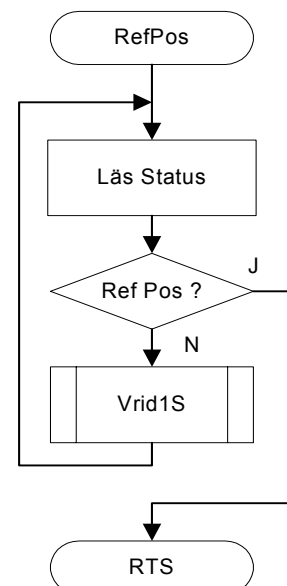 RefPos
Läs Status
Ref Pos ?
J
N
Vrid1S
RTS